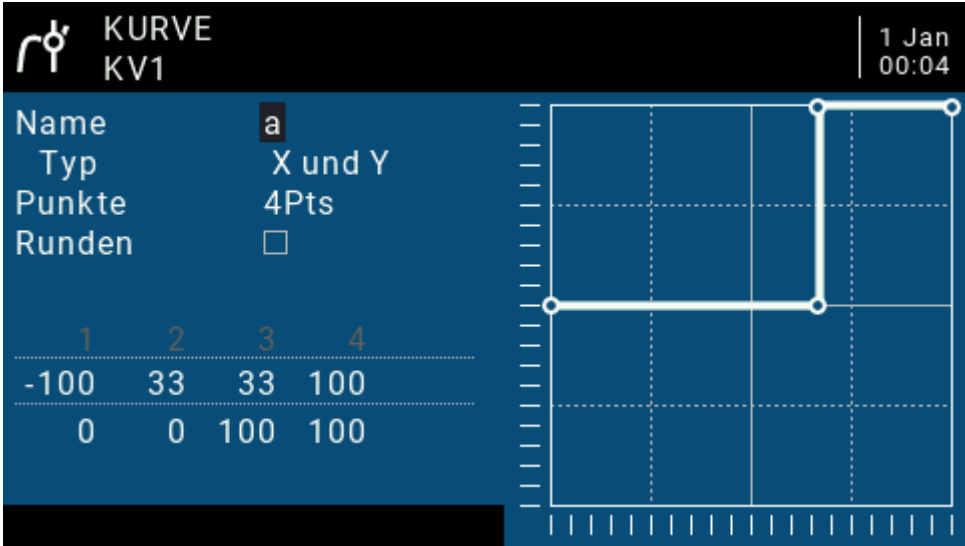 KURVE
KV1
1 Jan
00:04
Name a
Typ X und Y
Punkte 4Pts
Runden
1 2 3 4
-100 33 33 100
0 0 100 100